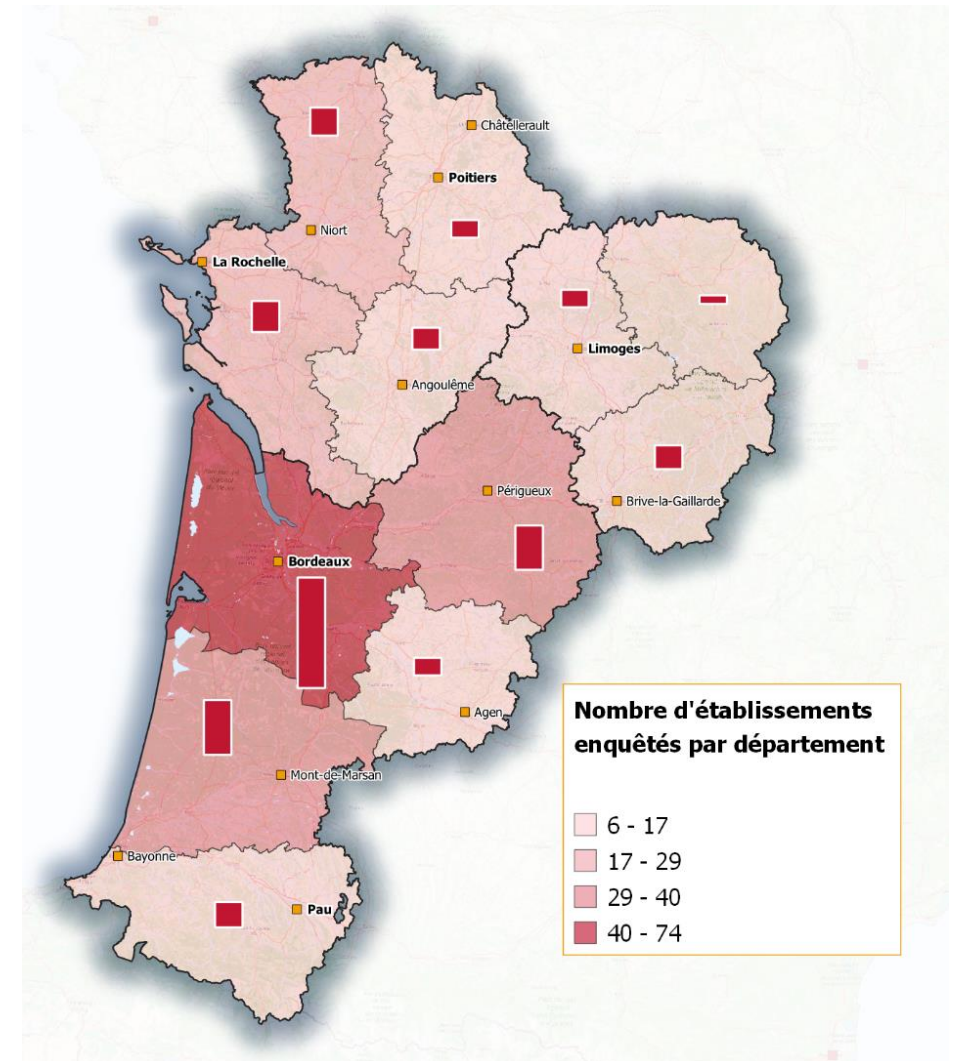 Châtellerault
Poitiers
Niort
La Rochelle
Limoges
Angoulême
Périgueux
Brive-la-Gaillarde
Bordeaux
Agen
Mont-de-Marsan
Bayonne
Pau
Nombre d'établissements
enquêtés par département
6 - 17
17 - 29
29 - 40
40 - 74